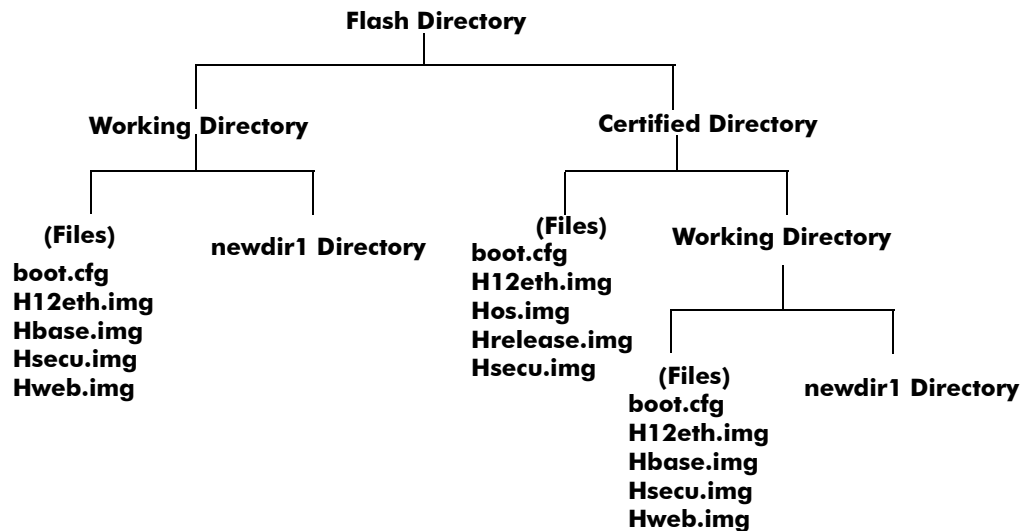 Flash Directory
Working Directory
Certified Directory
(Files)
boot.cfg
H12eth.img
Hbase.img
Hsecu.img
Hweb.img
newdir1 Directory
(Files)
boot.cfg
H12eth.img
Hos.img
Hrelease.img
Hsecu.img
Working Directory
(Files)
boot.cfg
H12eth.img
Hbase.img
Hsecu.img
Hweb.img
newdir1 Directory